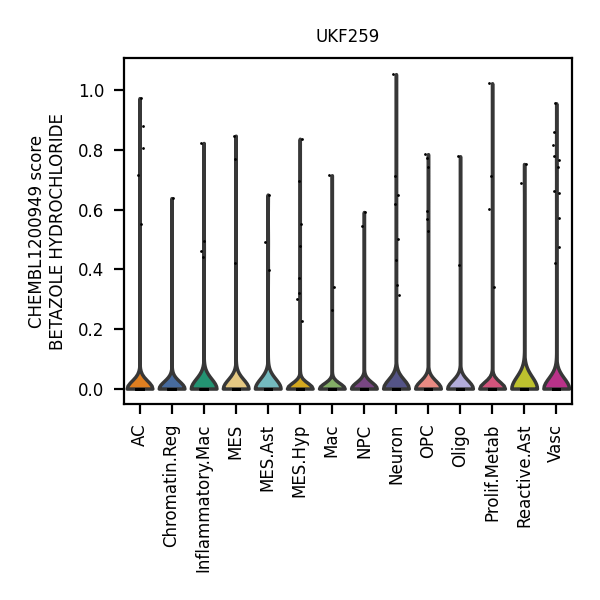 UKF259
CHEMBL1200949 score
BETAZOLE HYDROCHLORIDE
1.0
0.8
0.6
0.4
0.2
0.0
AC
Chromatin.Reg
Inflammatory.Mac
MES
MES.Ast
MES.Hyp
Mac
NPC
Neuron
OPC
Oligo
Prolif.Metab
Reactive.Ast
Vasc